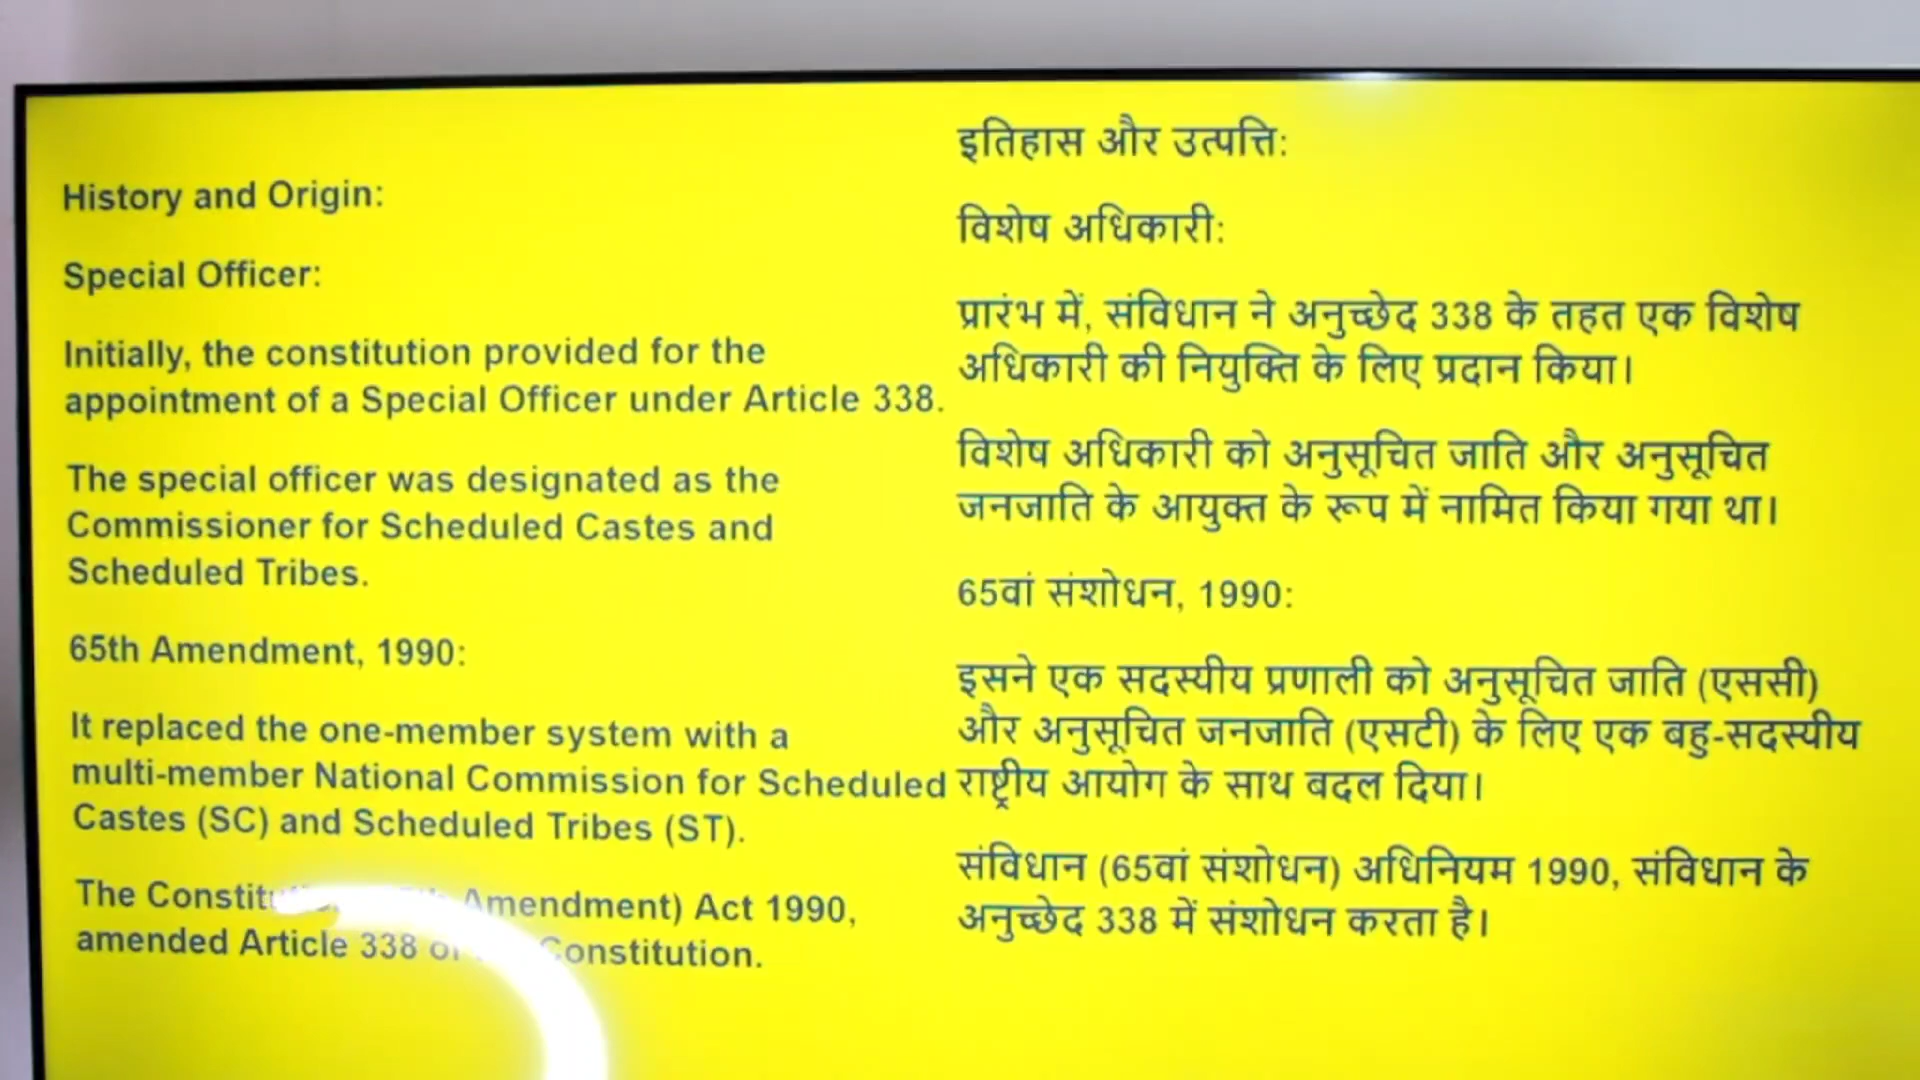 History and Origin:
Special Officer:
Initially, the constitution provided for the
appointment of a Special Officer under Article 338.
The special officer was designated as the
Commissioner for Scheduled Castes and
Scheduled Tribes.
65th Amendment, 1990:
It replaced the one-member system with a
multi-member National Commission for Scheduled
Castes (SC) and Scheduled Tribes (ST).
The Amendment) Act 1990,
amended Article 338 Constitution.
इतिहास और उत्पत्ति:
विशेष अधिकारी:
प्रारंभ में, संविधान ने अनुच्छेद 338 के तहत एक विशेष
अधिकारी की नियुक्ति के लिए प्रदान किया।
विशेष अधिकारी को अनुसूचित जाति और अनुसूचित
जनजाति के आयुक्त के रूप में नामित किया गया था।
65वां संशोधन, 1990:
इसने एक सदस्यीय प्रणाली को अनुसूचित जाति (एससी)
और अनुसूचित जनजाति (एसटी) के लिए एक बहु-सदस्यीय
राष्ट्रीय आयोग के साथ बदल दिया।
संविधान (65वां संशोधन) अधिनियम 1990, संविधान के
अनुच्छेद 338 में संशोधन करता है।